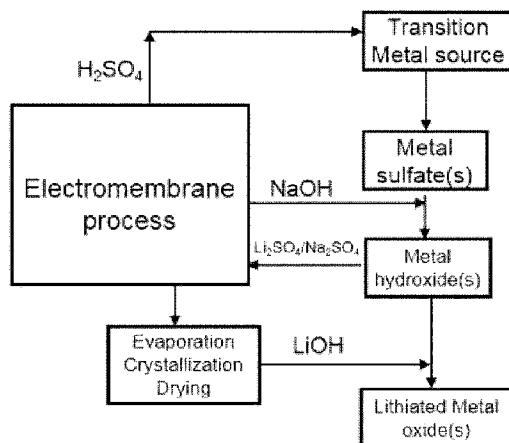 Transition
Metal source
H₂SO₄
Metal
sulfate(s)
Electromembrane
process
NaOH
Li₂SO₄/Na₂SO₄
Metal
hydroxide(s)
Evaporation
Crystallization
Drying
LiOH
Lithiated Metal
oxide(s)